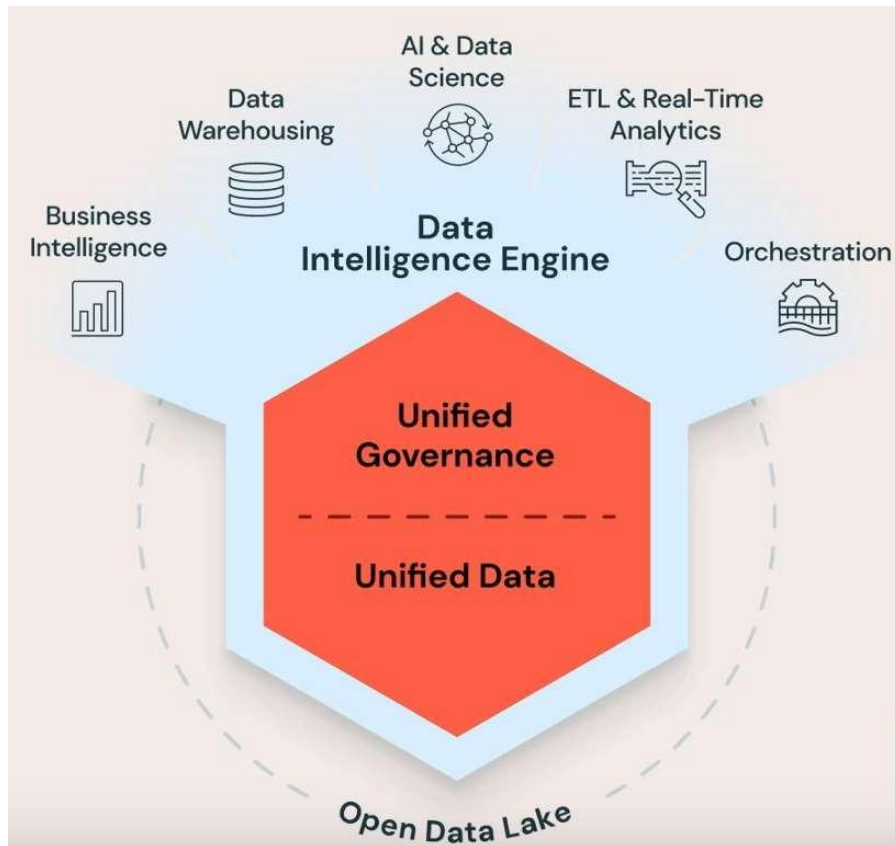 AI & Data
Science
Data
Warehousing
ETL & Real-Time
Analytics
Business
Intelligence
Data
Intelligence Engine
Orchestration
Unified
Governance
Unified Data
Open Data Lake